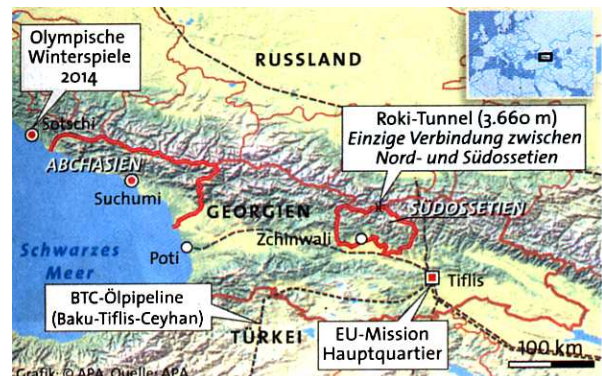 Olympische
Winterspiele
2014
RUSSLAND
Sotschi
Roki-Tunnel (3.660 m)
Einzige Verbindung zwischen
Nord- und Südossetien
ABCHASIEN
Suchumi
GEORGIEN
SÜDOSSETIEN
Zchinwali
Schwarzes
Meer
Poti
Tiflis
BTC-Ölpipeline
(Baku-Tiflis-Ceyhan)
TÜRKEI
EU-Mission
Hauptquartier
100 km
Grafik: © APA, Quelle: APA